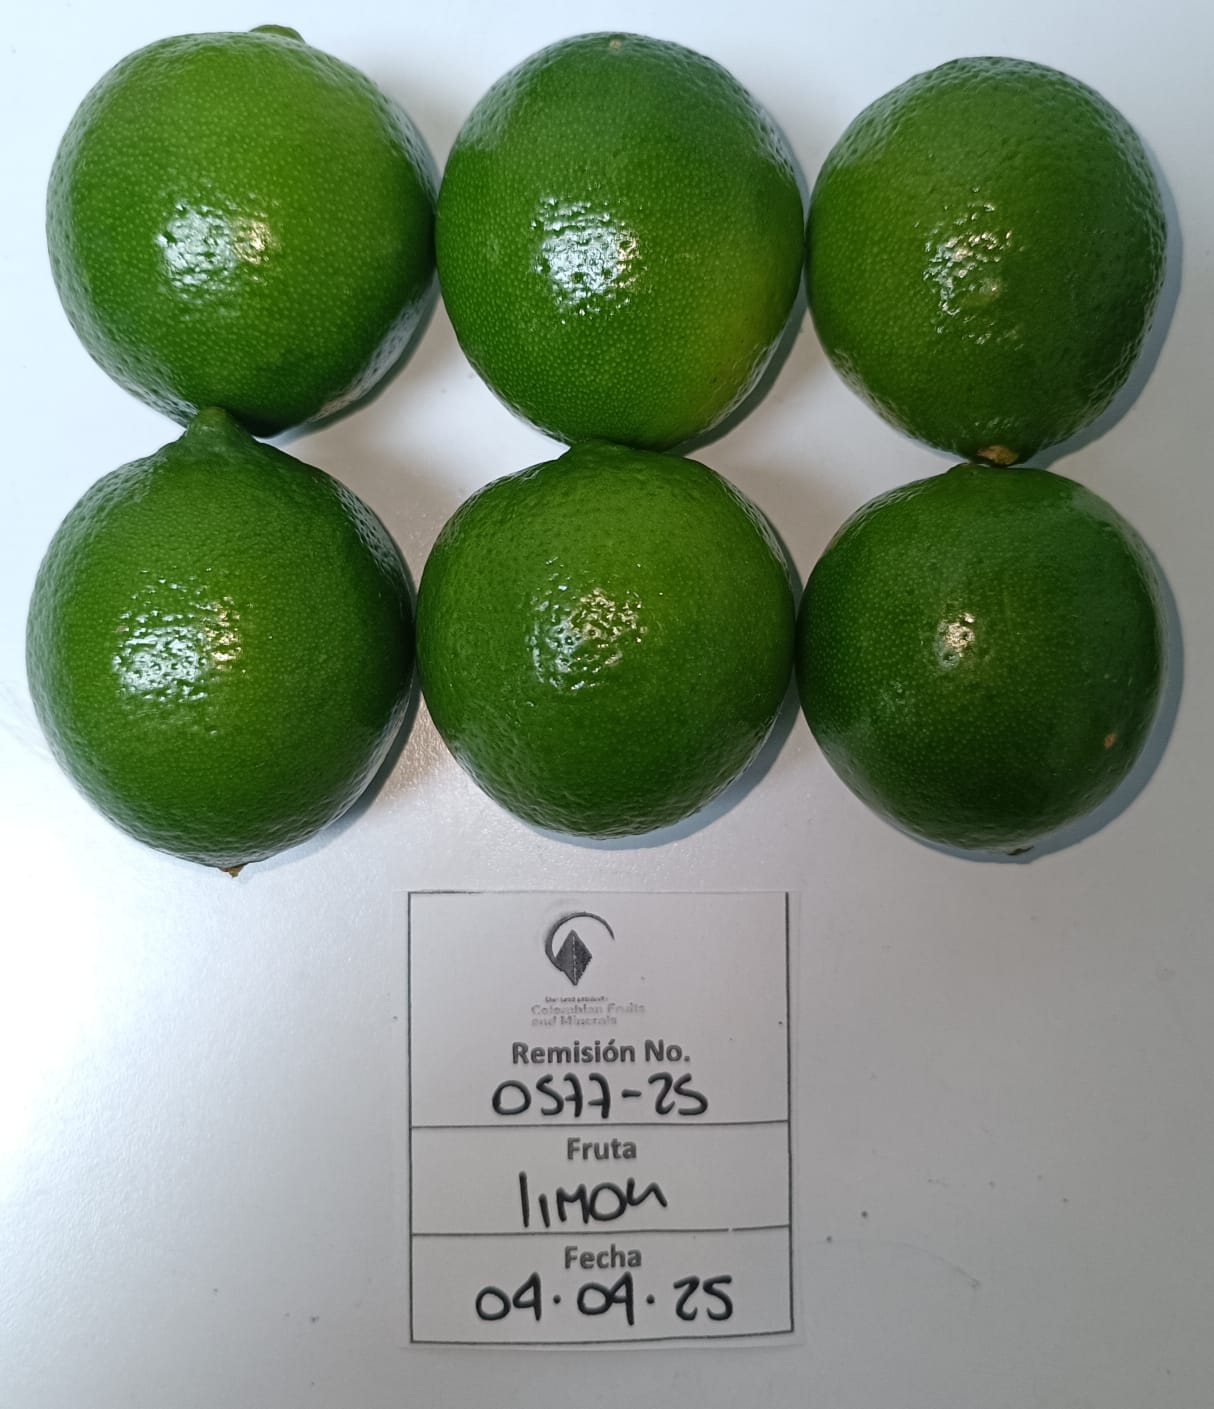 Colombian Fruits
and Minerals
Remisión No.
0577-25
Fruta
limon
Fecha
04.04.25